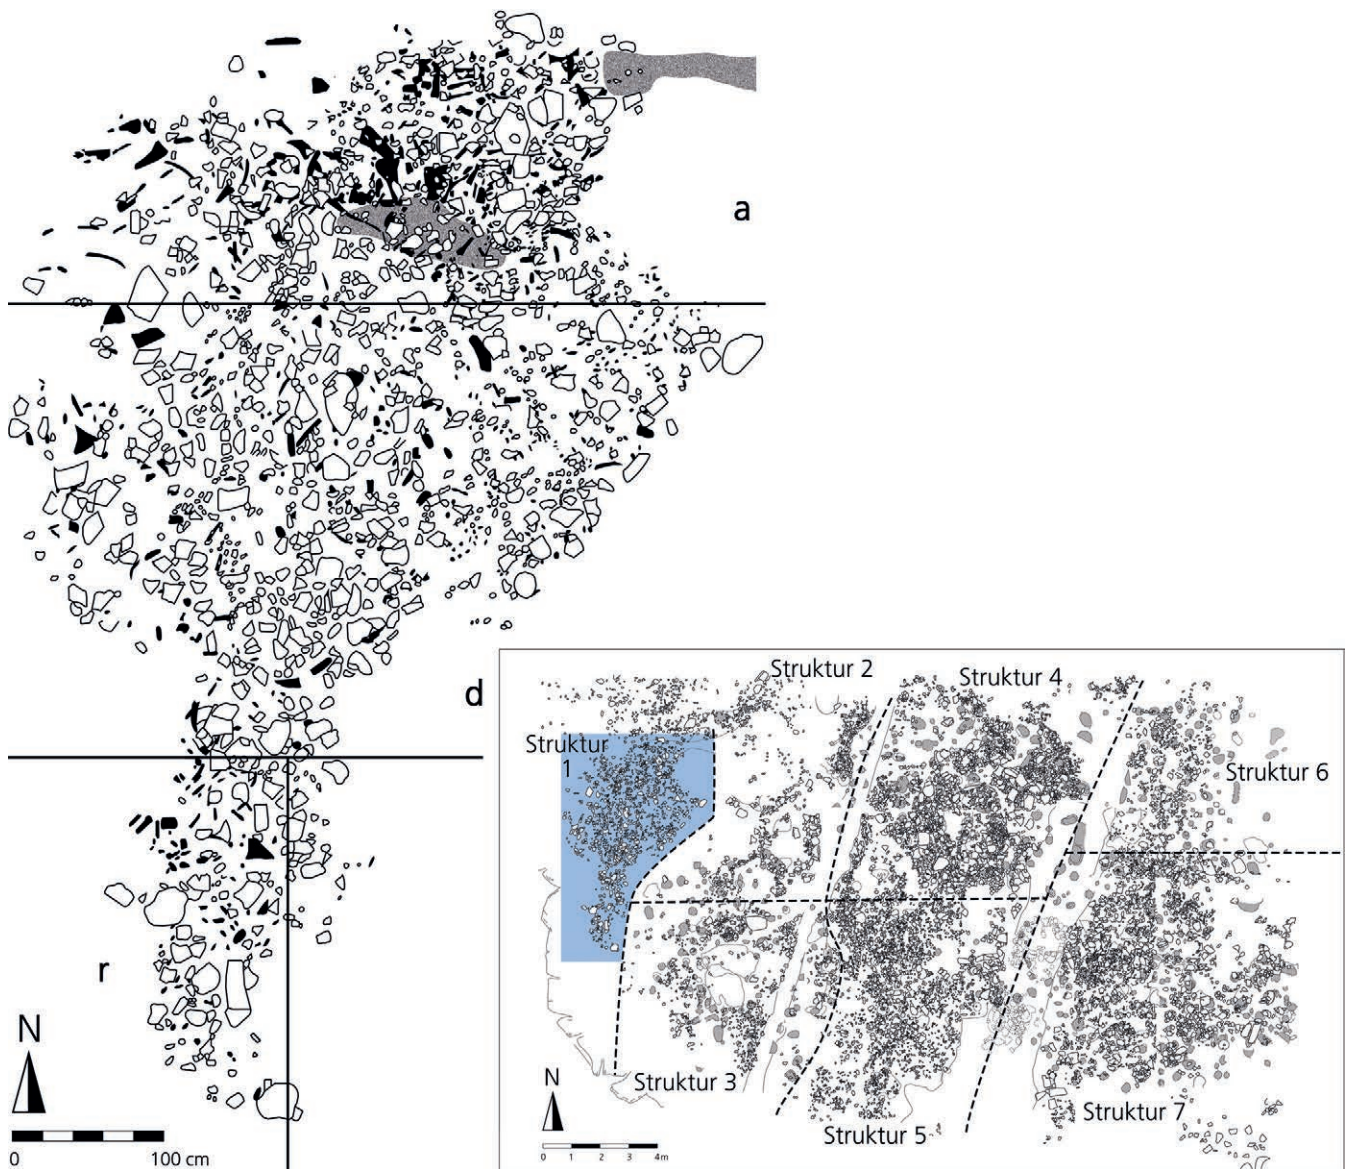 a
d
r
N
0 100 cm
Struktur 2
Struktur 4
Struktur
1
Struktur 6
Struktur 3
Struktur 5
Struktur 7
N
0 1 2 3 4m